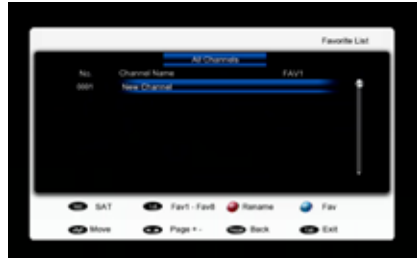 Favorite List
All Channels
No. Channel Name FAV1
0001 New Channel
SAT Fav1 - Fav8 Rename Fav
Move Page + - Back Exit